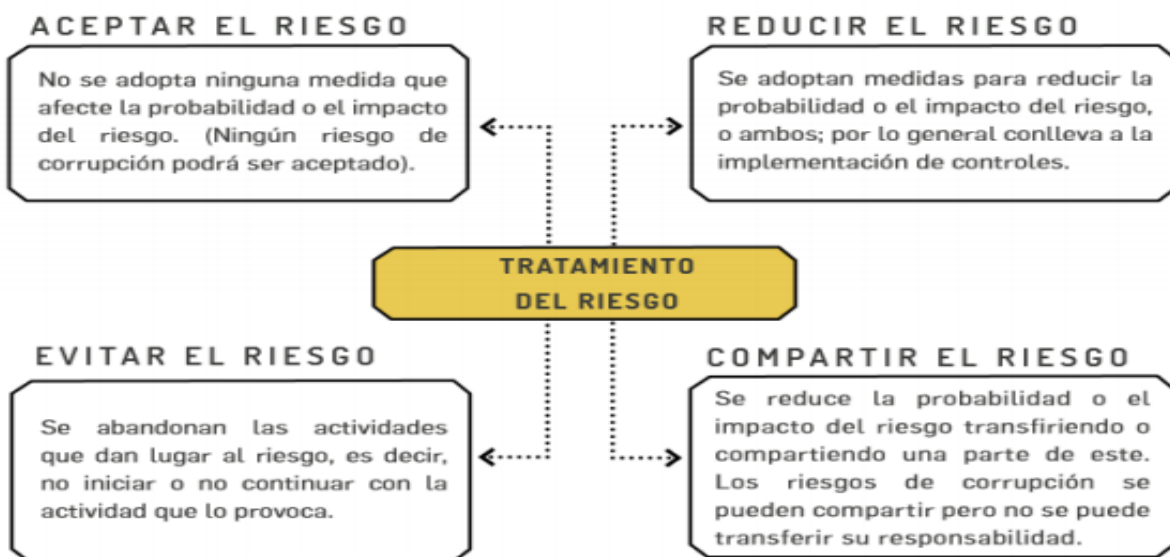 ACEPTAR EL RIESGO
No se adopta ninguna medida que
afecte la probabilidad o el impacto
del riesgo. (Ningún riesgo de
corrupción podrá ser aceptado).
REDUCIR EL RIESGO
Se adoptan medidas para reducir la
probabilidad o el impacto del riesgo,
o ambos; por lo general conlleva a la
implementación de controles.
TRATAMIENTO
DEL RIESGO
EVITAR EL RIESGO
Se abandonan las actividades
que dan lugar al riesgo, es decir,
no iniciar o no continuar con la
actividad que lo provoca.
COMPARTIR EL RIESGO
Se reduce la probabilidad o el
impacto del riesgo transfiriendo o
compartiendo una parte de este.
Los riesgos de corrupción se
pueden compartir pero no se puede
transferir su responsabilidad.